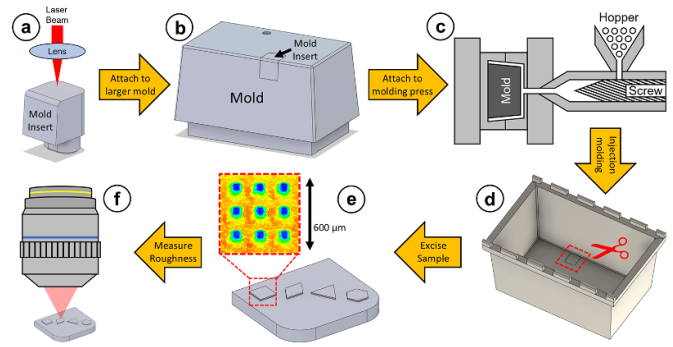 a
Laser
Beam
Lens
Mold
Insert
Attach to
larger mold
b
Mold
Insert
Mold
Attach to
molding press
c
Hopper
Mold
Screw
Injection
molding
d
Excise
Sample
e
600 µm
Measure
Roughness
f